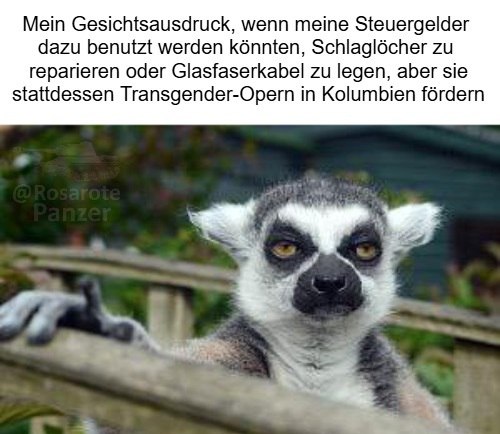 Mein Gesichtsausdruck, wenn meine Steuergelder
dazu benutzt werden könnten, Schlaglöcher zu
reparieren oder Glasfaserkabel zu legen, aber sie
stattdessen Transgender-Opern in Kolumbien fördern
@Rosarote
Panzer